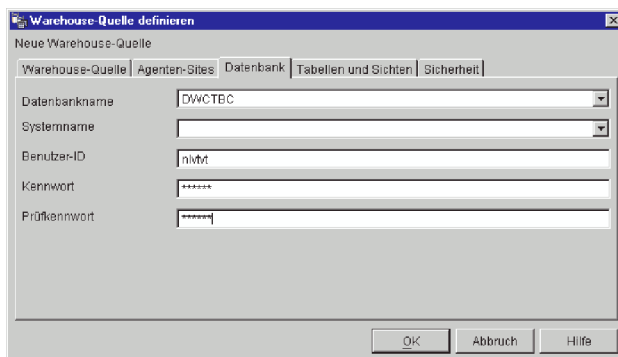 Warehouse-Quelle definieren
Neue Warehouse-Quelle
Warehouse-Quelle Agenten-Sites Datenbank Tabellen und Sichten Sicherheit
Datenbankname DWCTBC
Systemname
Benutzer-ID nlvtvt
Kennwort ******
Prüfkennwort ******
OK Abbruch Hilfe